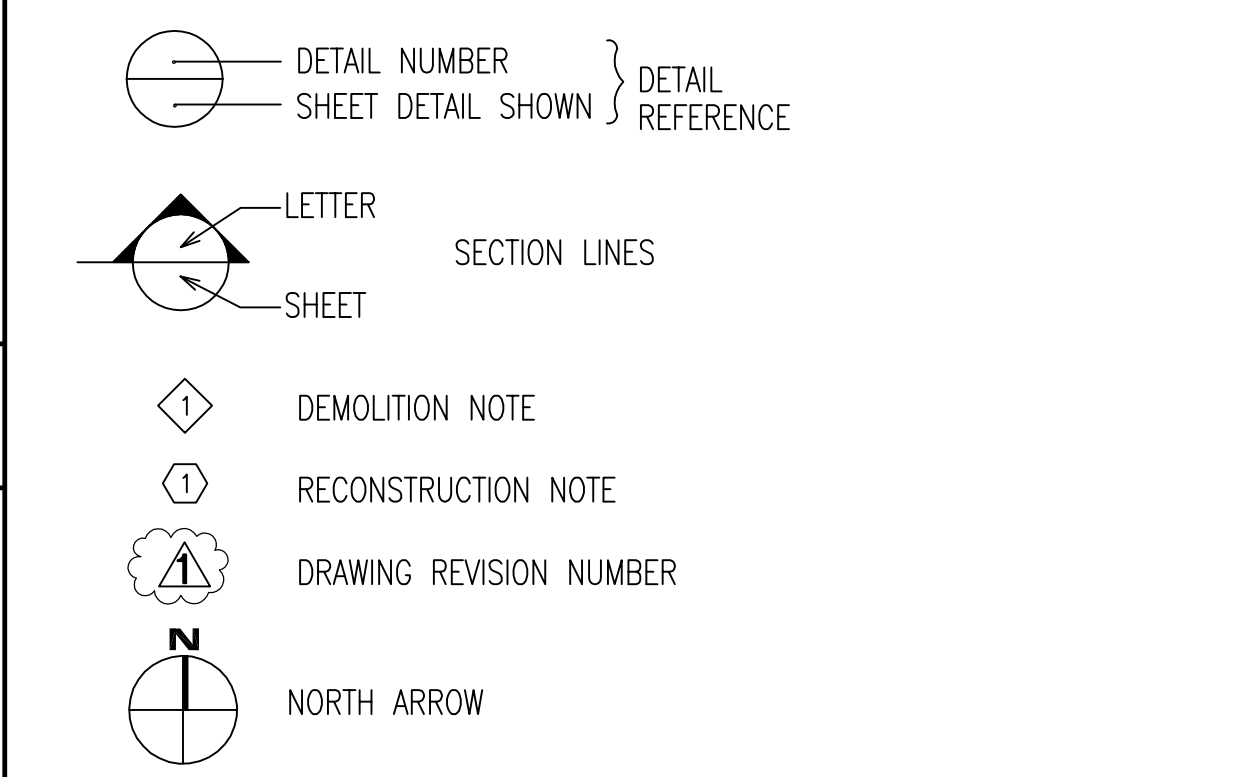 DETAIL NUMBER
SHEET DETAIL SHOWN
DETAIL
REFERENCE
LETTER
SECTION LINES
SHEET
1 DEMOLITION NOTE
1 RECONSTRUCTION NOTE
1 DRAWING REVISION NUMBER
N
NORTH ARROW